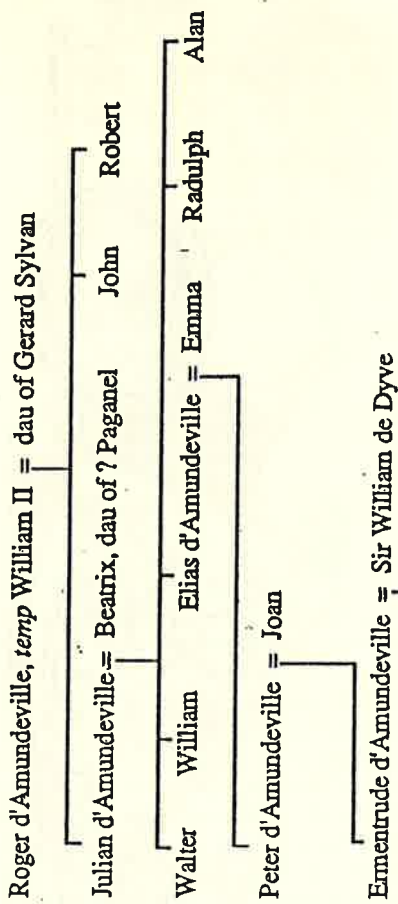 Roger d'Amundeville, temp William II = dau of Gerard Sylvan
Julian d'Amundeville = Beatrix, dau of ? Paganel John Robert
Walter William Elias d'Amundeville = Emma Radulph Alan
Peter d'Amundeville = Joan
Ermentrude d'Amundeville = Sir William de Dyve